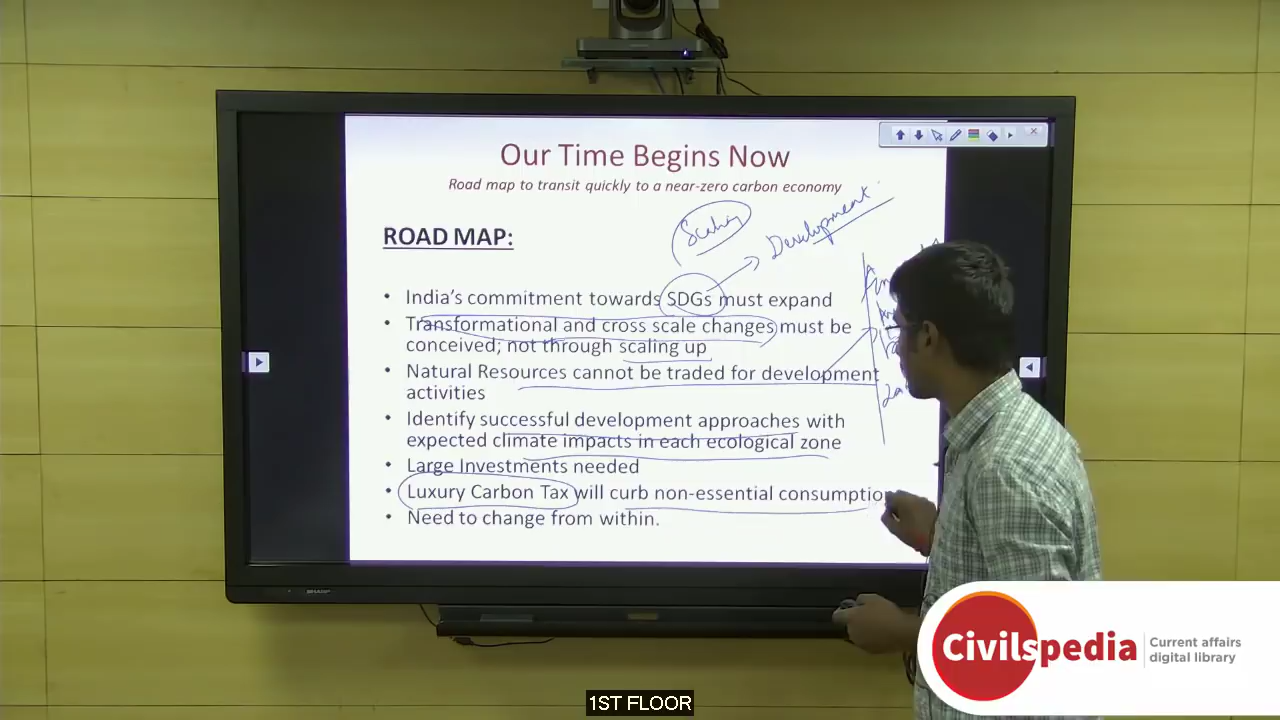 Our Time Begins Now
Road map to transit quickly to a near-zero carbon economy
Scaling
Development
ROAD MAP:
• India's commitment towards SDGs must expand
• Transformational and cross scale changes must be
conceived; not through scaling up
• Natural Resources cannot be traded for development
activities
• Identify successful development approaches with
expected climate impacts in each ecological zone
• Large Investments needed
• Luxury Carbon Tax will curb non-essential consumption
• Need to change from within.
SHARP
Civilspedia
Current affairs
digital library
1ST FLOOR